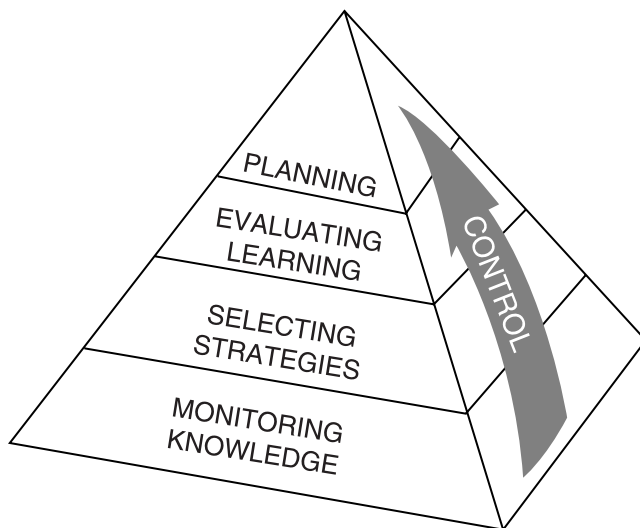 PLANNING
EVALUATING
LEARNING
SELECTING
STRATEGIES
MONITORING
KNOWLEDGE
CONTROL